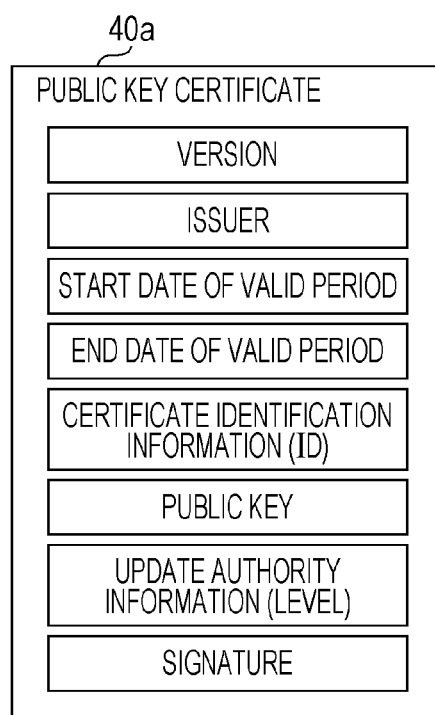 40a
PUBLIC KEY CERTIFICATE
VERSION
ISSUER
START DATE OF VALID PERIOD
END DATE OF VALID PERIOD
CERTIFICATE IDENTIFICATION
INFORMATION (ID)
PUBLIC KEY
UPDATE AUTHORITY
INFORMATION (LEVEL)
SIGNATURE